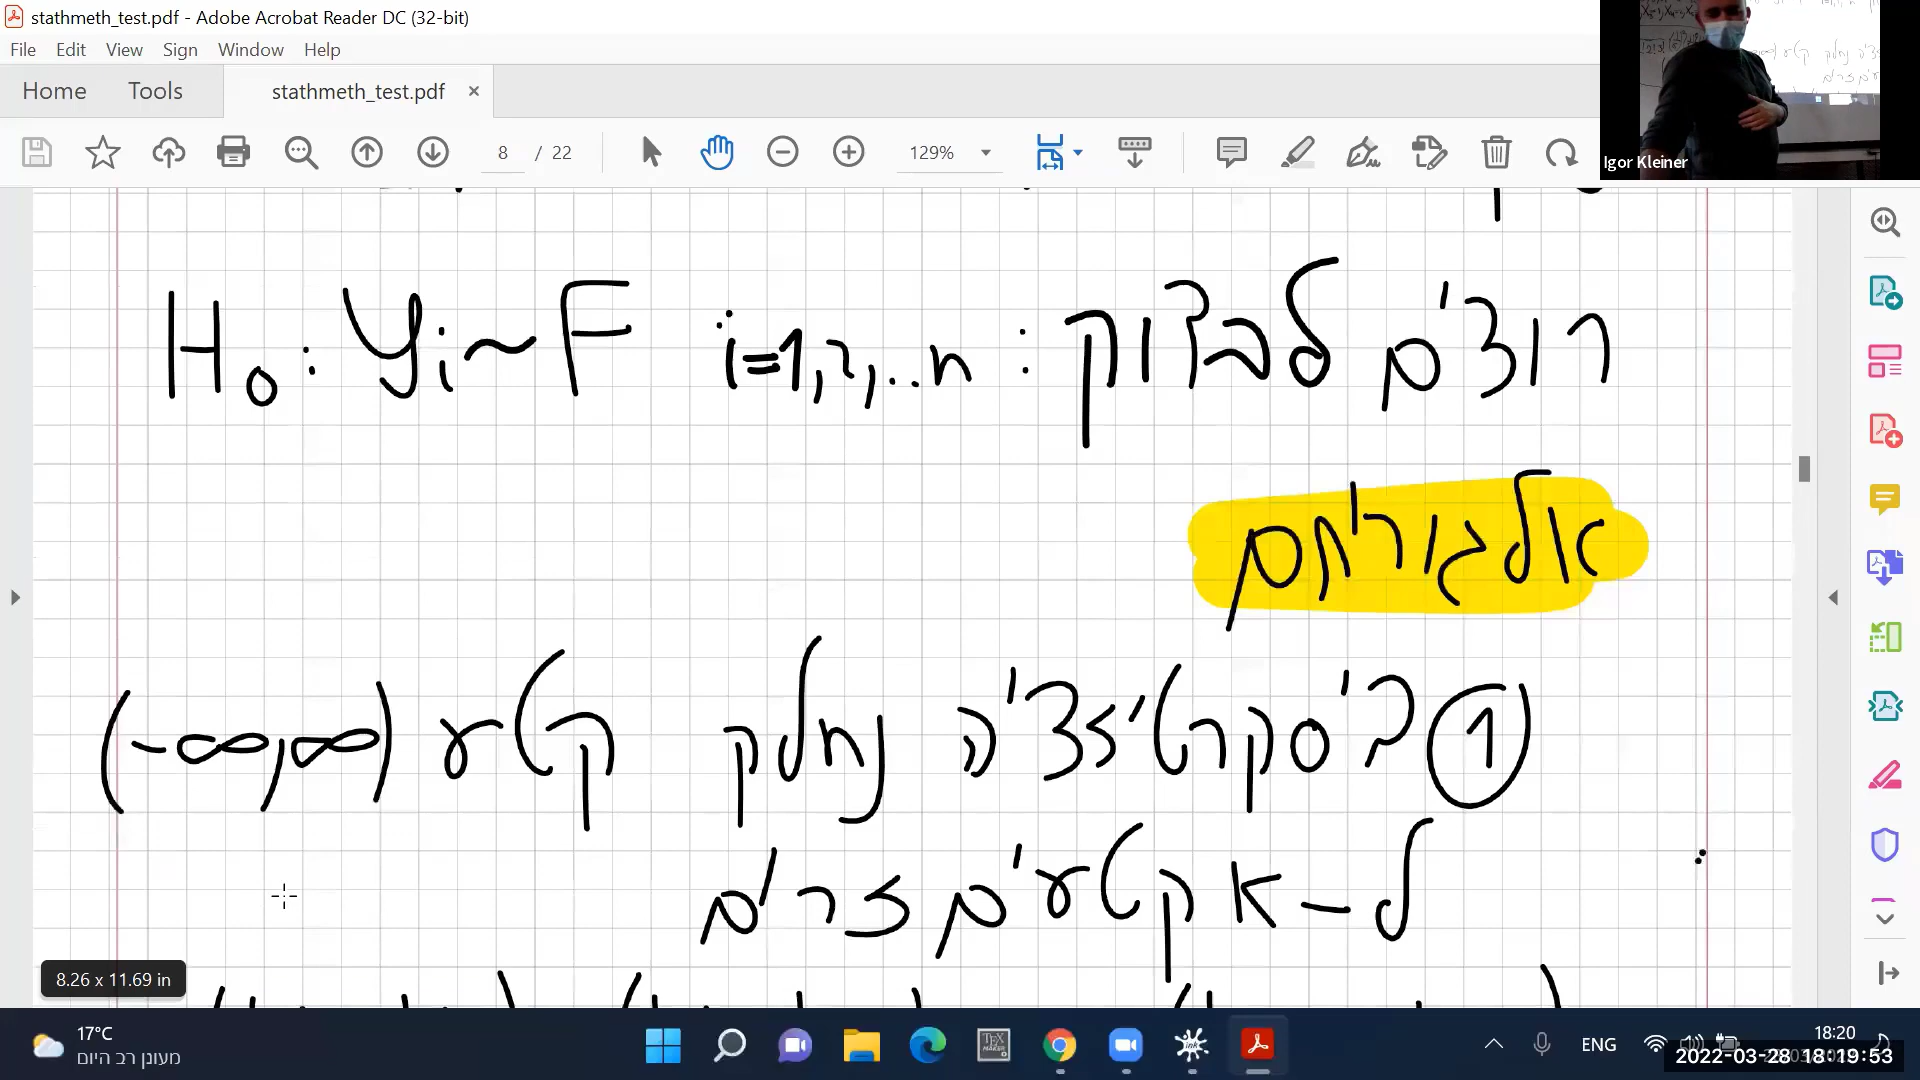 stathmeth_test.pdf - Adobe Acrobat Reader DC (32-bit)
File Edit View Sign Window Help
Home Tools stathmeth_test.pdf ×
8 / 22 129%
Igor Kleiner
רוצים לבדוק : H₀ : Yᵢ ~ F i=1,2,..n
אלגוריתם
① דיסקרטיזציה נחלק קטע (-∞,∞)
ל - K קטעים זרים
8.26 x 11.69 in
17°C
מעונן רב היום
ENG
18:20
2022-03-28 18:19:53